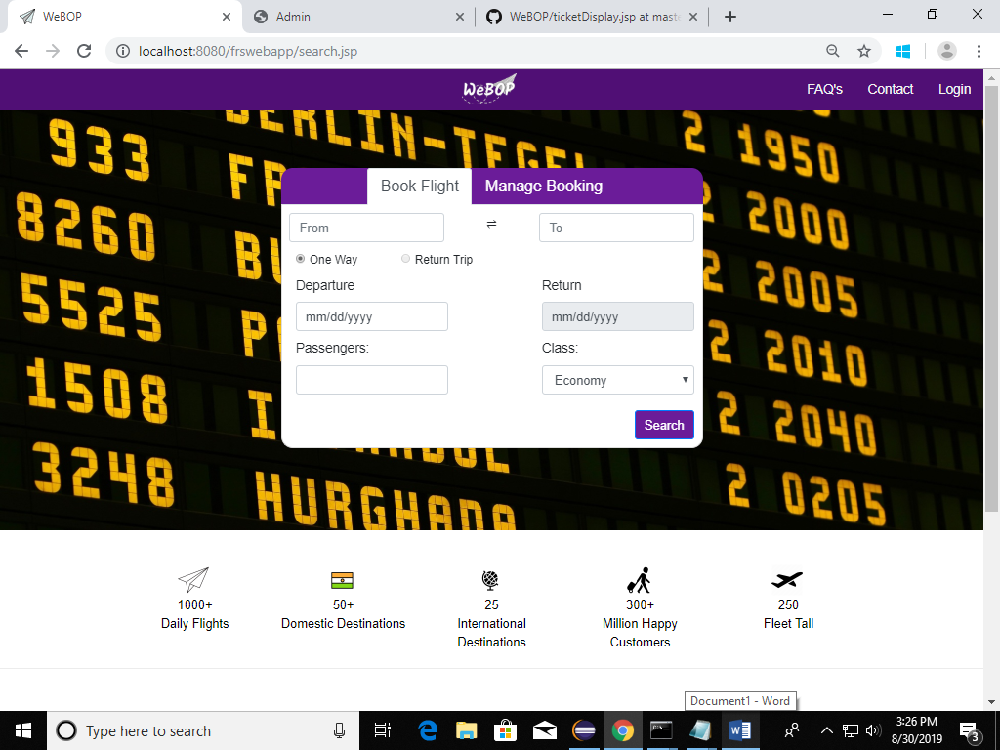 WeBOP
Admin
WeBOP/ticketDisplay.jsp at mast
localhost:8080/frswebapp/search.jsp
WeBOP
FAQ's Contact Login
933 BERLIN-TEGEL 2 1950
8260 2 2000
5525 2 2005
1508 2 2010
3248 2 2040
HURGHADA 2 0205
Book Flight Manage Booking
From ⇌ To
One Way Return Trip
Departure Return
mm/dd/yyyy mm/dd/yyyy
Passengers: Class:
Economy
Search
1000+
Daily Flights
50+
Domestic Destinations
25
International
Destinations
300+
Million Happy
Customers
250
Fleet Tall
Document1 - Word
Type here to search
3:26 PM
8/30/2019
3